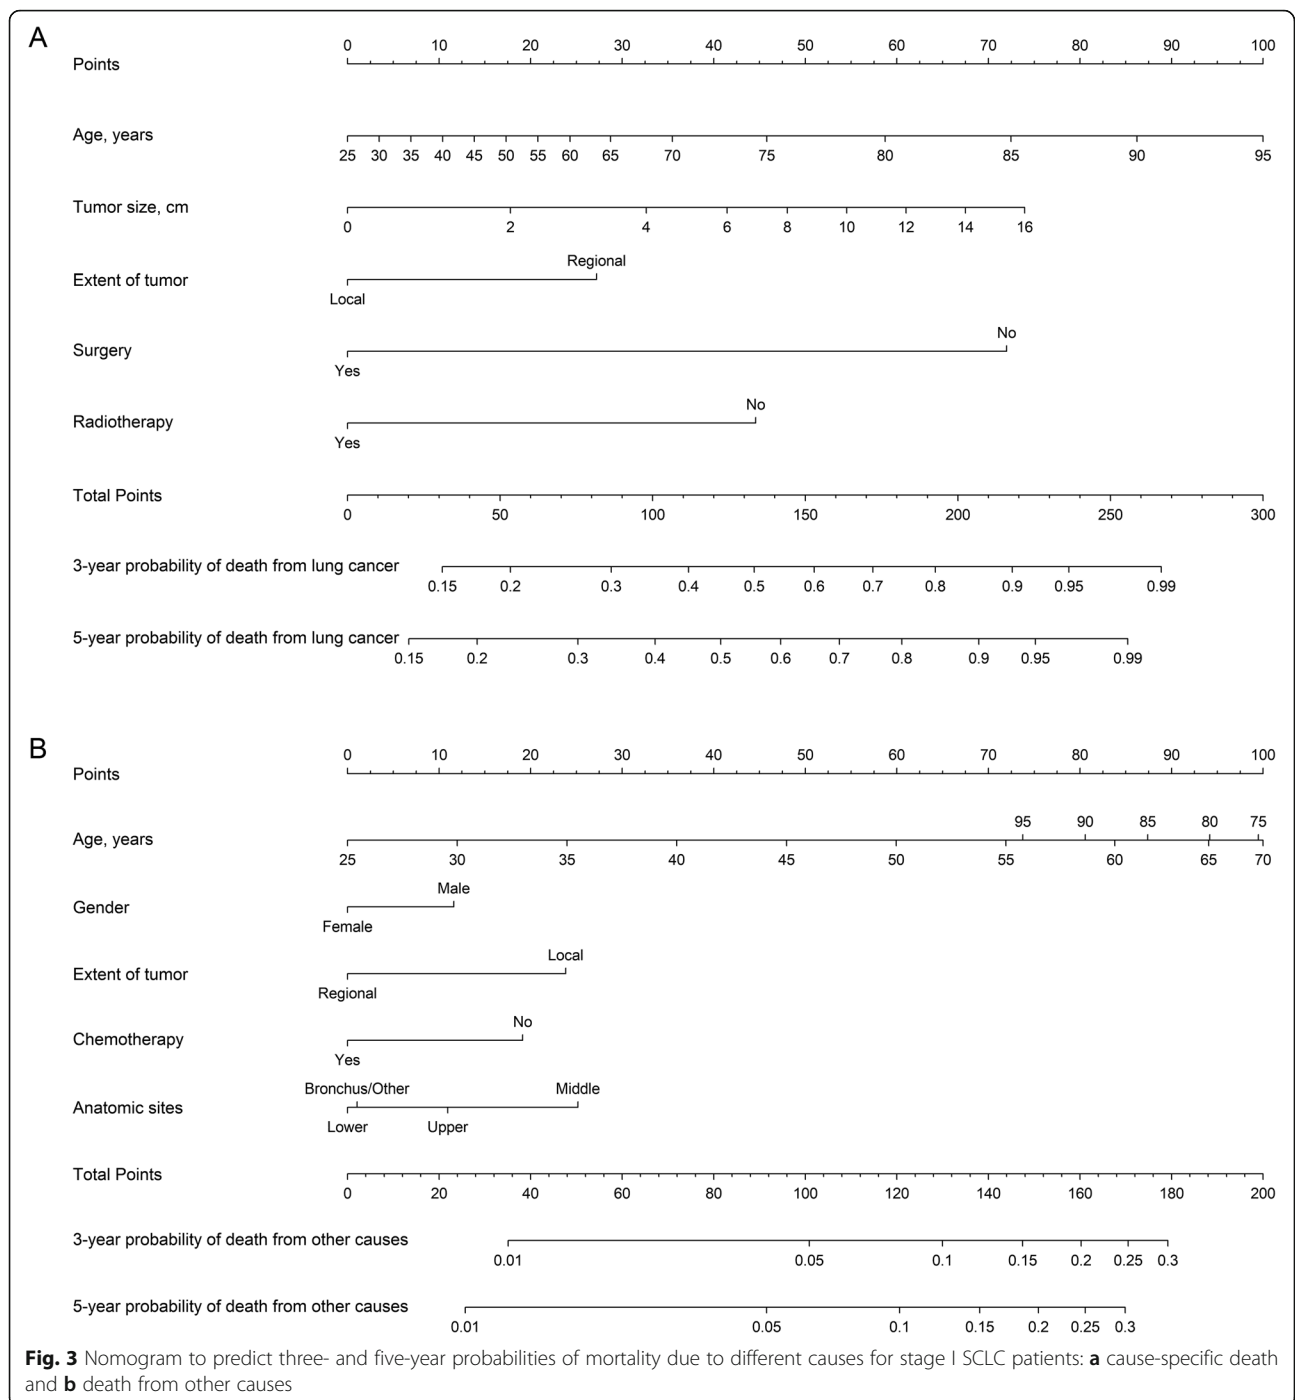 A
0 10 20 30 40 50 60 70 80 90 100
Points
Age, years
25 30 35 40 45 50 55 60 65 70 75 80 85 90 95
Tumor size, cm
0 2 4 6 8 10 12 14 16
Regional
Extent of tumor
Local
No
Surgery
Yes
No
Radiotherapy
Yes
Total Points
0 50 100 150 200 250 300
3-year probability of death from lung cancer
0.15 0.2 0.3 0.4 0.5 0.6 0.7 0.8 0.9 0.95 0.99
5-year probability of death from lung cancer
0.15 0.2 0.3 0.4 0.5 0.6 0.7 0.8 0.9 0.95 0.99
B
0 10 20 30 40 50 60 70 80 90 100
Points
95 90 85 80 75
Age, years
25 30 35 40 45 50 55 60 65 70
Male
Gender
Female
Local
Extent of tumor
Regional
No
Chemotherapy
Yes
Bronchus/Other Middle
Anatomic sites
Lower Upper
Total Points
0 20 40 60 80 100 120 140 160 180 200
3-year probability of death from other causes
0.01 0.05 0.1 0.15 0.2 0.25 0.3
5-year probability of death from other causes
0.01 0.05 0.1 0.15 0.2 0.25 0.3
Fig. 3 Nomogram to predict three- and five-year probabilities of mortality due to different causes for stage I SCLC patients: a cause-specific death
and b death from other causes